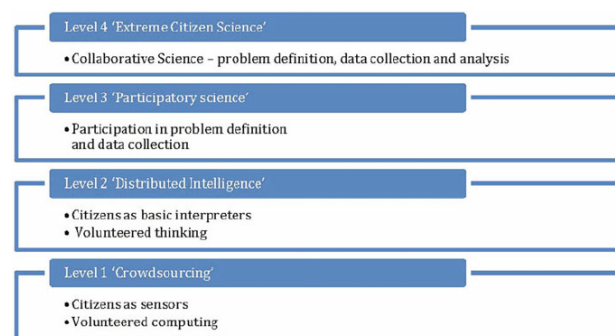 Level 4 ‘Extreme Citizen Science’
• Collaborative Science – problem definition, data collection and analysis
Level 3 ‘Participatory science’
• Participation in problem definition
and data collection
Level 2 ‘Distributed Intelligence’
• Citizens as basic interpreters
• Volunteered thinking
Level 1 ‘Crowdsourcing’
• Citizens as sensors
• Volunteered computing